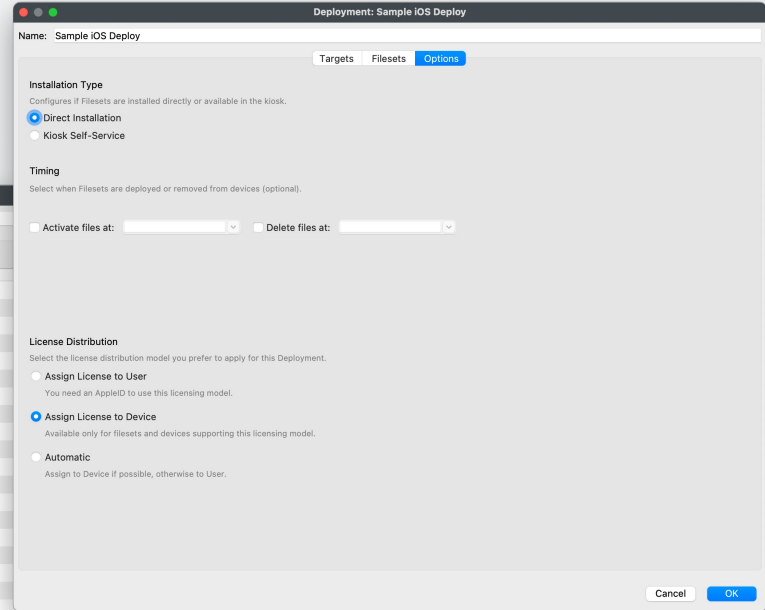 Deployment: Sample iOS Deploy
Name: Sample iOS Deploy
Targets Filesets Options
Installation Type
Configures if Filesets are installed directly or available in the kiosk.
Direct Installation
Kiosk Self-Service
Timing
Select when Filesets are deployed or removed from devices (optional).
Activate files at: Delete files at:
License Distribution
Select the license distribution model you prefer to apply for this Deployment.
Assign License to User
You need an AppleID to use this licensing model.
Assign License to Device
Available only for filesets and devices supporting this licensing model.
Automatic
Assign to Device if possible, otherwise to User.
Cancel OK